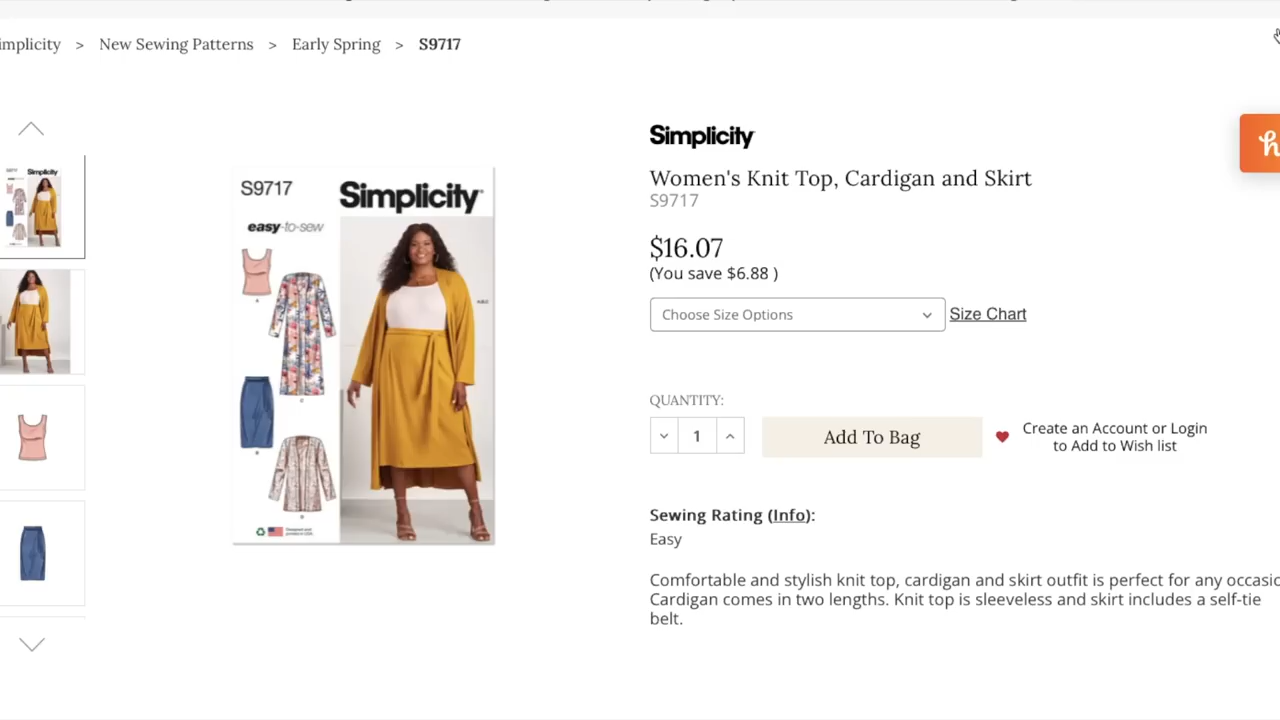 implicity > New Sewing Patterns > Early Spring > S9717
Simplicity
Women's Knit Top, Cardigan and Skirt
S9717
$16.07
(You save $6.88 )
Choose Size Options
Size Chart
QUANTITY:
1
Add To Bag
Create an Account or Login
to Add to Wish list
Sewing Rating (Info):
Easy
Comfortable and stylish knit top, cardigan and skirt outfit is perfect for any occasio
Cardigan comes in two lengths. Knit top is sleeveless and skirt includes a self-tie
belt.
S9717
Simplicity
easy-to-sew
A
C
B
D
Simplicity
h